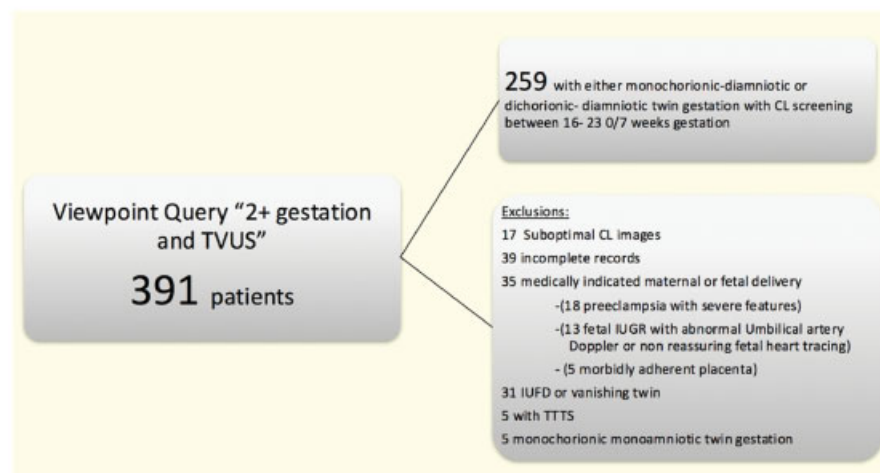 Viewpoint Query “2+ gestation
and TVUS”
391 patients
259 with either monochorionic-diamniotic or
dichorionic- diamniotic twin gestation with CL screening
between 16- 23 0/7 weeks gestation
Exclusions:
17 Suboptimal CL images
39 incomplete records
35 medically indicated maternal or fetal delivery
-(18 preeclampsia with severe features)
-(13 fetal IUGR with abnormal Umbilical artery
Doppler or non reassuring fetal heart tracing)
- (5 morbidly adherent placenta)
31 IUFD or vanishing twin
5 with TTTS
5 monochorionic monoamniotic twin gestation